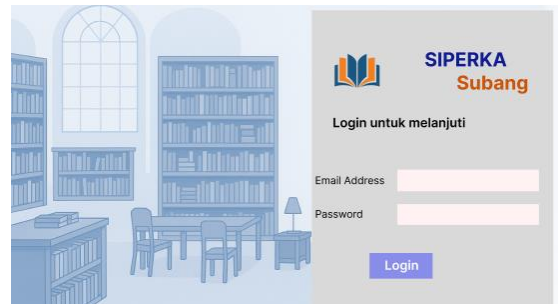 SIPERKA
Subang
Login untuk melanjuti
Email Address
Password
Login